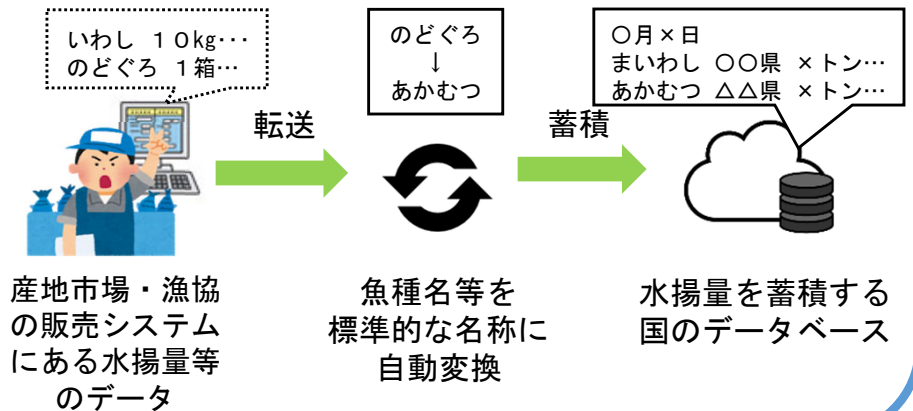 いわし １０kg･･･
のどぐろ １箱…
転送
産地市場・漁協
の販売システム
にある水揚量等
のデータ
のどぐろ
↓
あかむつ
魚種名等を
標準的な名称に
自動変換
蓄積
〇月×日
まいわし 〇〇県 ×トン…
あかむつ △△県 ×トン…
水揚量を蓄積する
国のデータベース